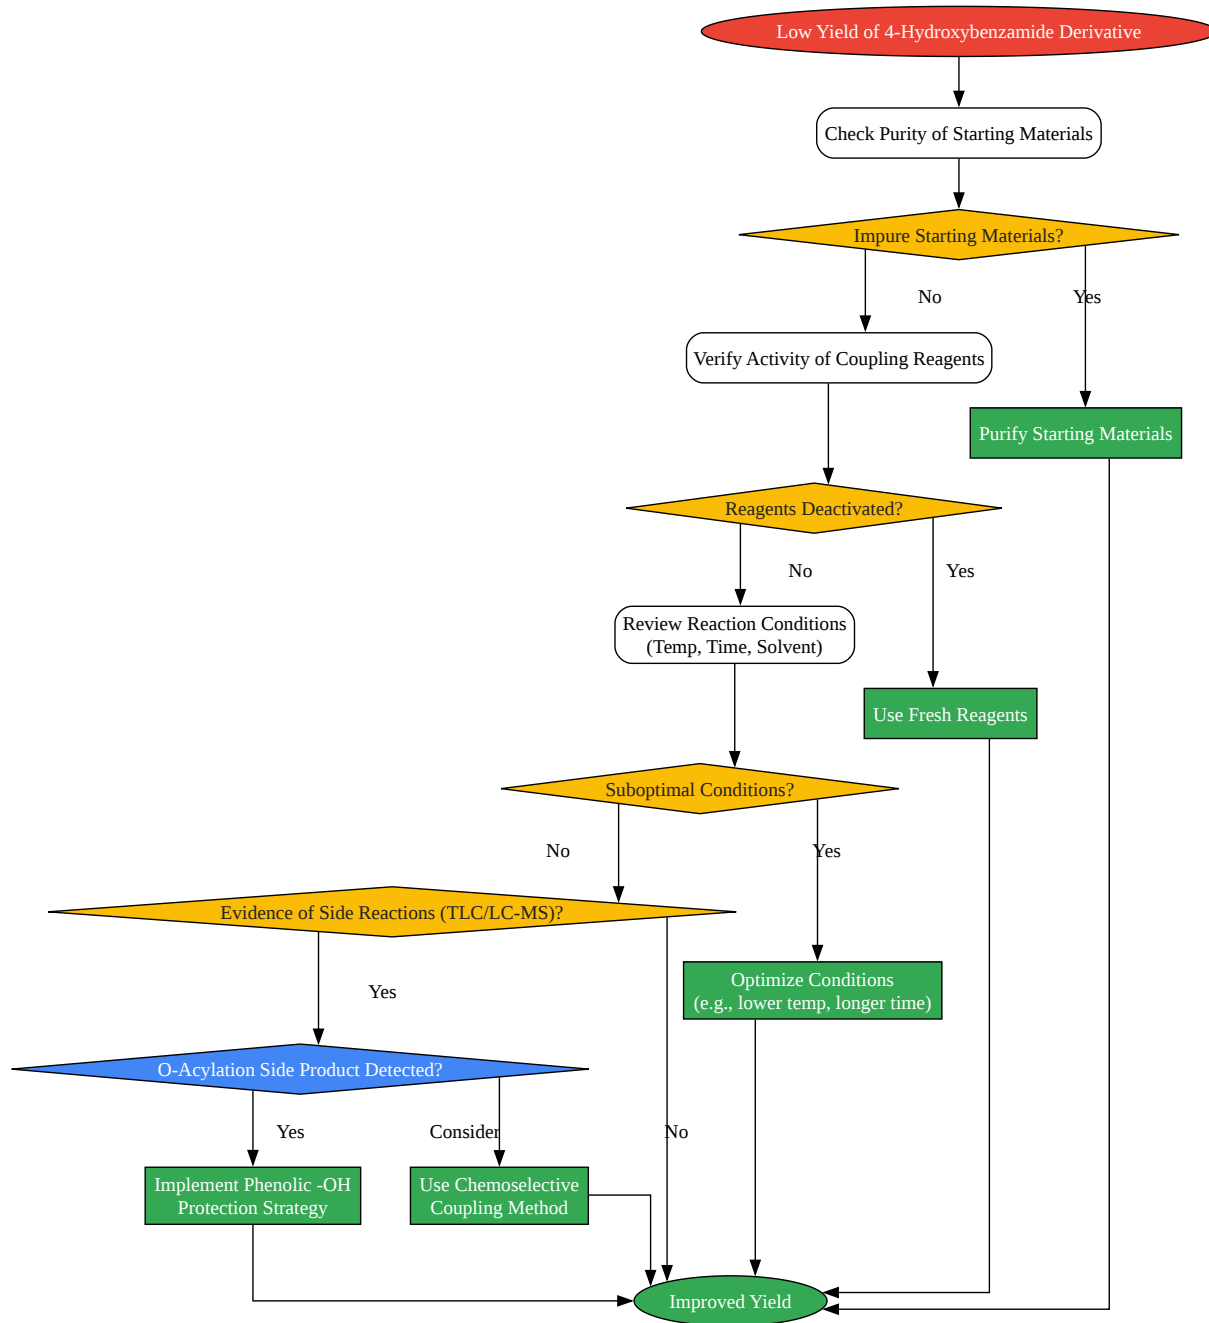 Low Yield of 4-Hydroxybenzamide Derivative
Check Purity of Starting Materials
Impure Starting Materials?
No
Yes
Verify Activity of Coupling Reagents
Purify Starting Materials
Reagents Deactivated?
No
Yes
Review Reaction Conditions
(Temp, Time, Solvent)
Use Fresh Reagents
Suboptimal Conditions?
No
Yes
Evidence of Side Reactions (TLC/LC-MS)?
Optimize Conditions
(e.g., lower temp, longer time)
Yes
O-Acylation Side Product Detected?
Yes
Consider
No
Implement Phenolic -OH
Protection Strategy
Use Chemoselective
Coupling Method
Improved Yield